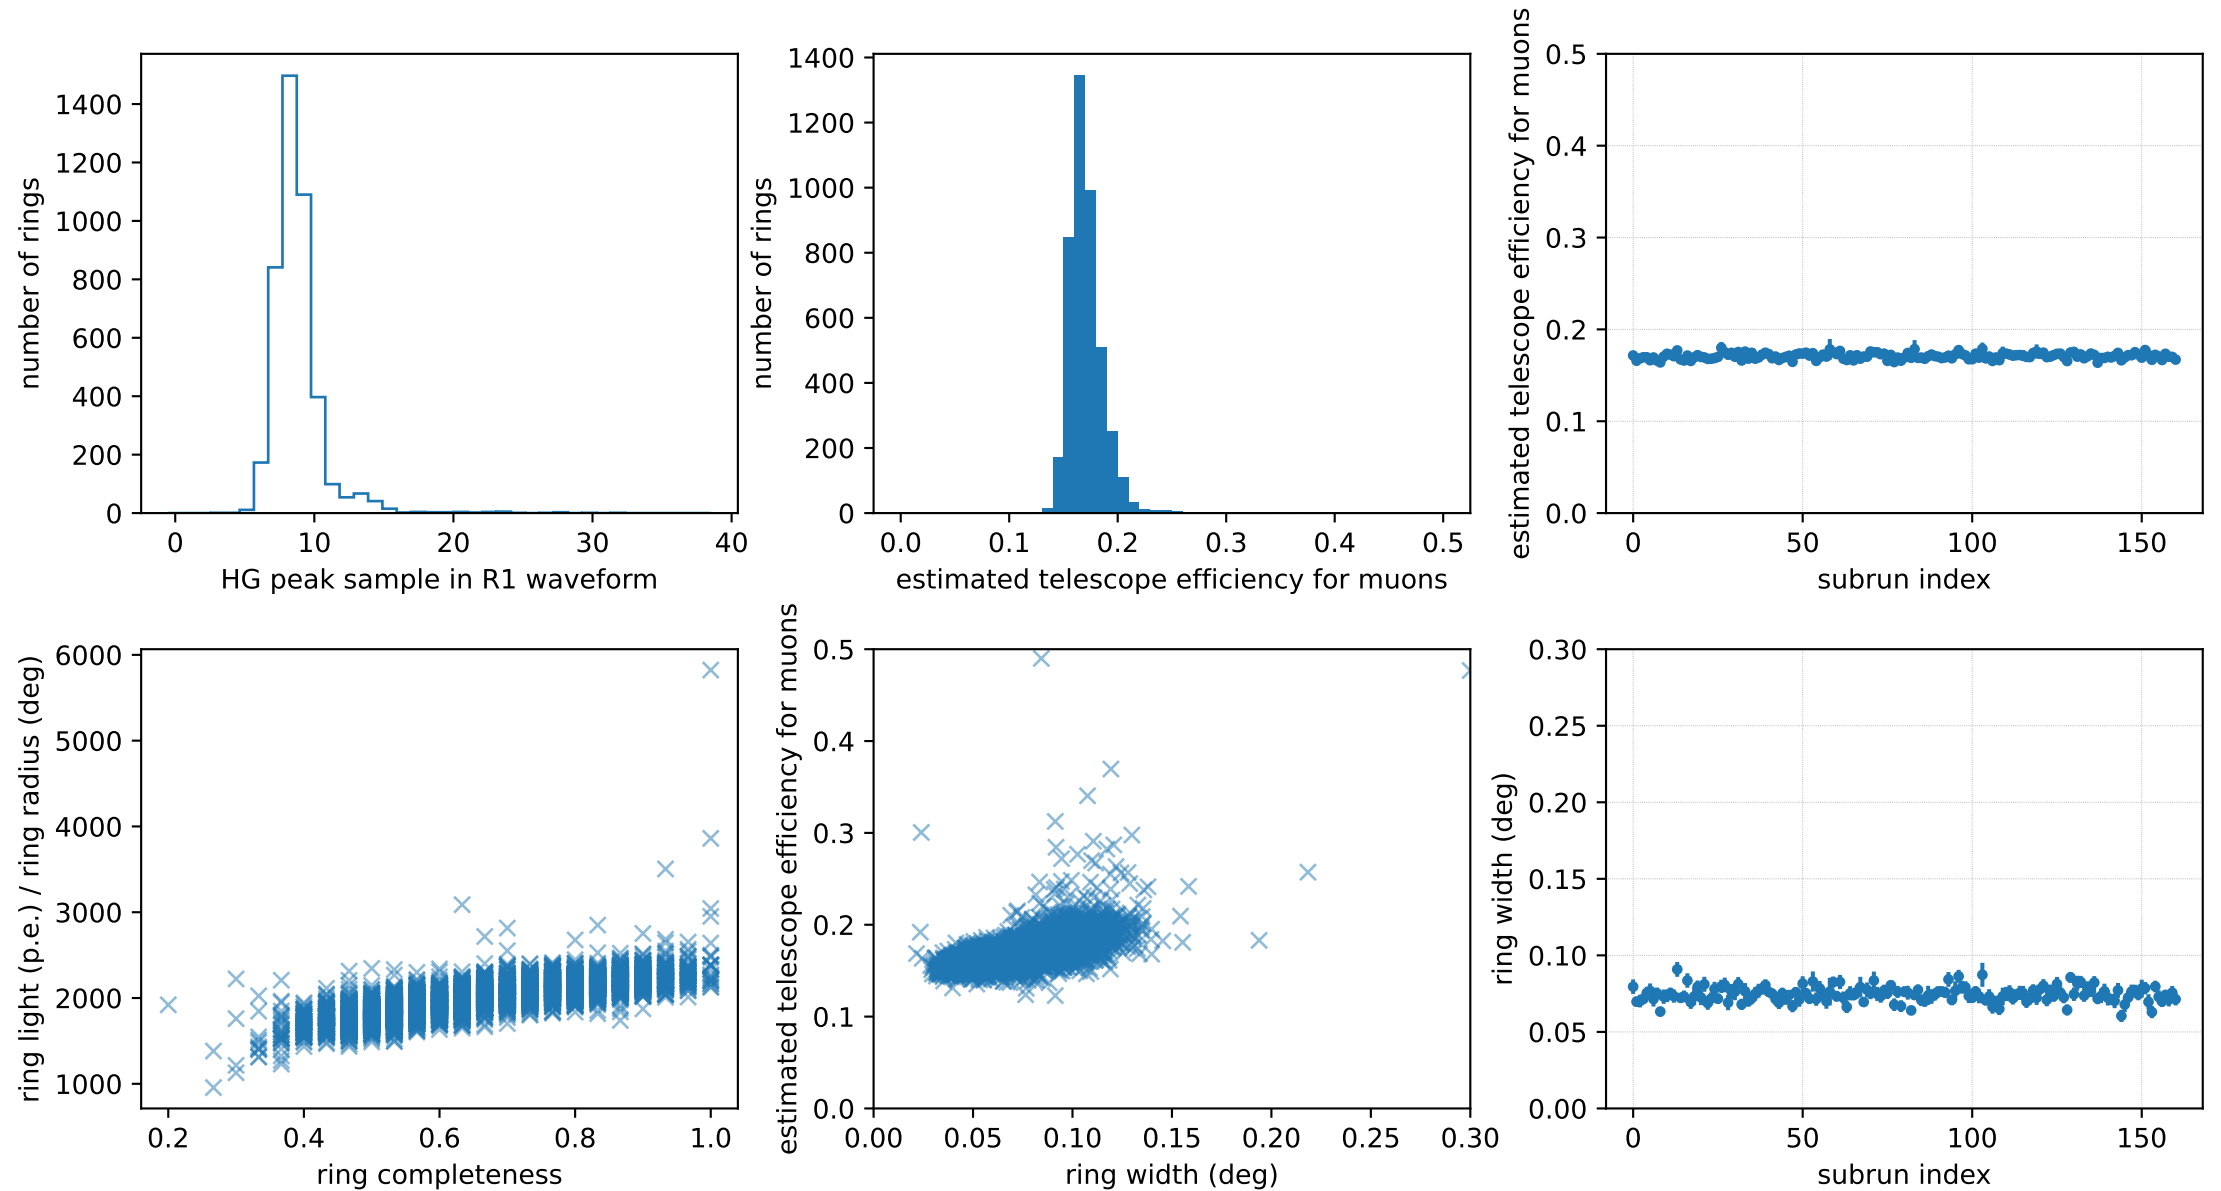 number of rings
1400
1200
1000
800
600
400
200
0
0 10 20 30 40
HG peak sample in R1 waveform
number of rings
1400
1200
1000
800
600
400
200
0
0.0 0.1 0.2 0.3 0.4 0.5
estimated telescope efficiency for muons
estimated telescope efficiency for muons
0.5
0.4
0.3
0.2
0.1
0.0
0 50 100 150
subrun index
ring light (p.e.) / ring radius (deg)
6000
5000
4000
3000
2000
1000
0.2 0.4 0.6 0.8 1.0
ring completeness
estimated telescope efficiency for muons
0.5
0.4
0.3
0.2
0.1
0.0
0.00 0.05 0.10 0.15 0.20 0.25 0.30
ring width (deg)
ring width (deg)
0.30
0.25
0.20
0.15
0.10
0.05
0.00
0 50 100 150
subrun index